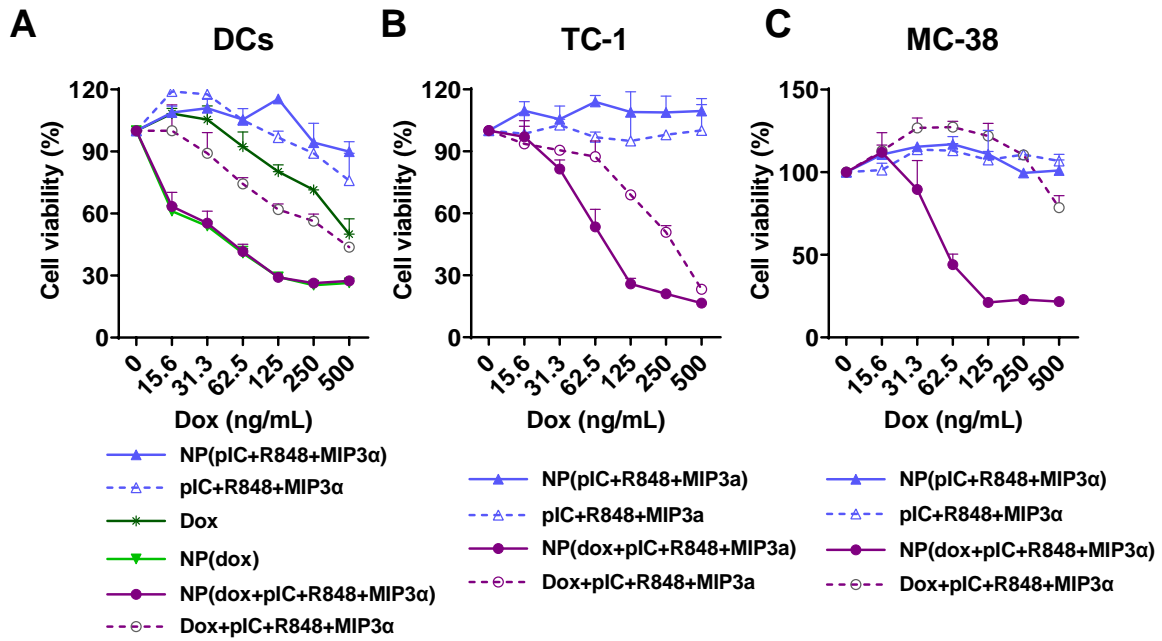 A
DCs
Cell viability (%)
120
90
60
30
0
0
15.6
31.3
62.5
125
250
500
Dox (ng/mL)
NP(pIC+R848+MIP3α)
pIC+R848+MIP3α
Dox
NP(dox)
NP(dox+pIC+R848+MIP3α)
Dox+pIC+R848+MIP3α
B
TC-1
Cell viability (%)
120
90
60
30
0
0
15.6
31.3
62.5
125
250
500
Dox (ng/mL)
NP(pIC+R848+MIP3a)
pIC+R848+MIP3a
NP(dox+pIC+R848+MIP3a)
Dox+pIC+R848+MIP3a
C
MC-38
Cell viability (%)
150
100
50
0
0
15.6
31.3
62.5
125
250
500
Dox (ng/mL)
NP(pIC+R848+MIP3α)
pIC+R848+MIP3α
NP(dox+pIC+R848+MIP3α)
Dox+pIC+R848+MIP3α